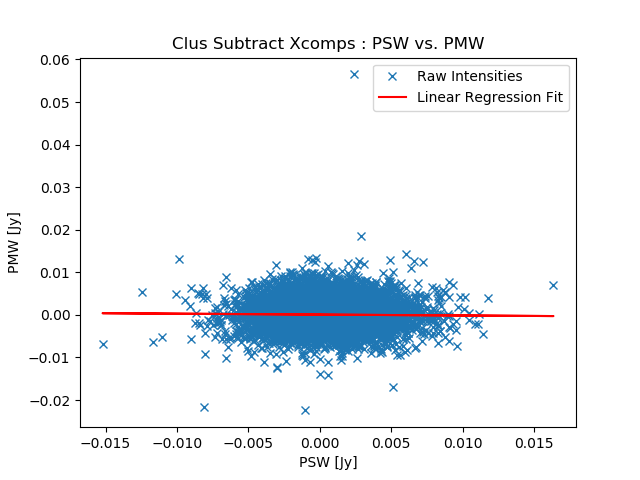 Clus Subtract Xcomps : PSW vs. PMW
Raw Intensities
Linear Regression Fit
PMW [Jy]
0.06
0.05
0.04
0.03
0.02
0.01
0.00
−0.01
−0.02
−0.015 −0.010 −0.005 0.000 0.005 0.010 0.015
PSW [Jy]